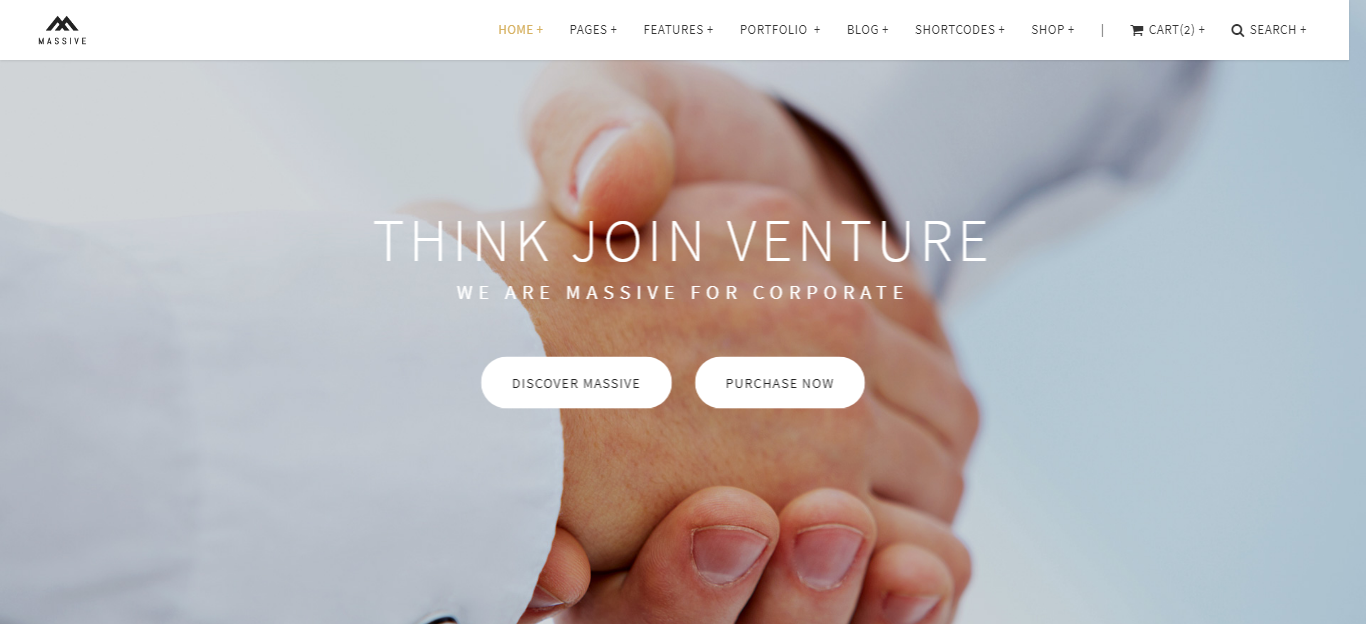 MASSIVE
HOME + PAGES + FEATURES + PORTFOLIO + BLOG + SHORTCODES + SHOP + | CART(2) + SEARCH +
THINK JOIN VENTURE
WE ARE MASSIVE FOR CORPORATE
DISCOVER MASSIVE PURCHASE NOW